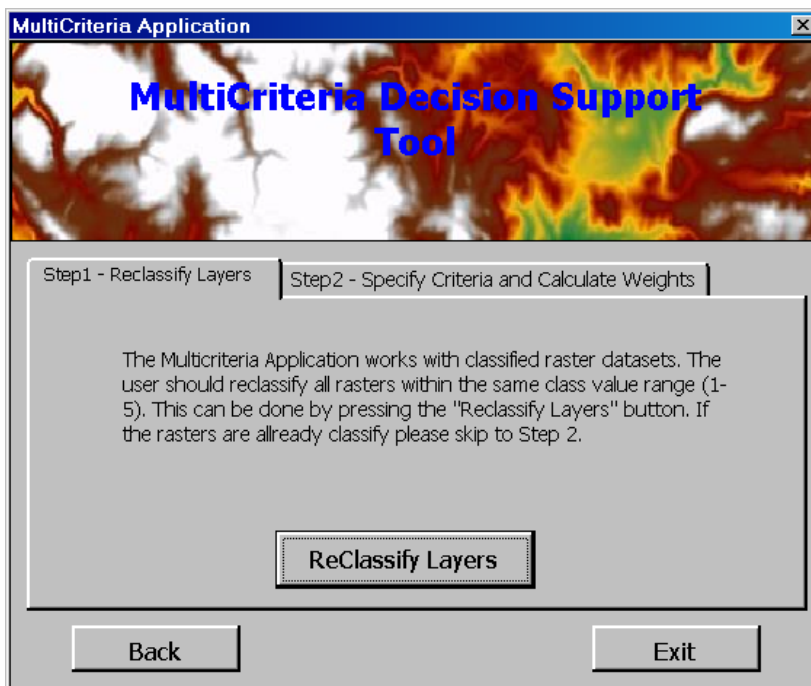 MultiCriteria Application
MultiCriteria Decision Support
Tool
Step1 - Reclassify Layers
Step2 - Specify Criteria and Calculate Weights
The Multicriteria Application works with classified raster datasets. The
user should reclassify all rasters within the same class value range (1-
5). This can be done by pressing the "Reclassify Layers" button. If
the rasters are allready classify please skip to Step 2.
ReClassify Layers
Back
Exit